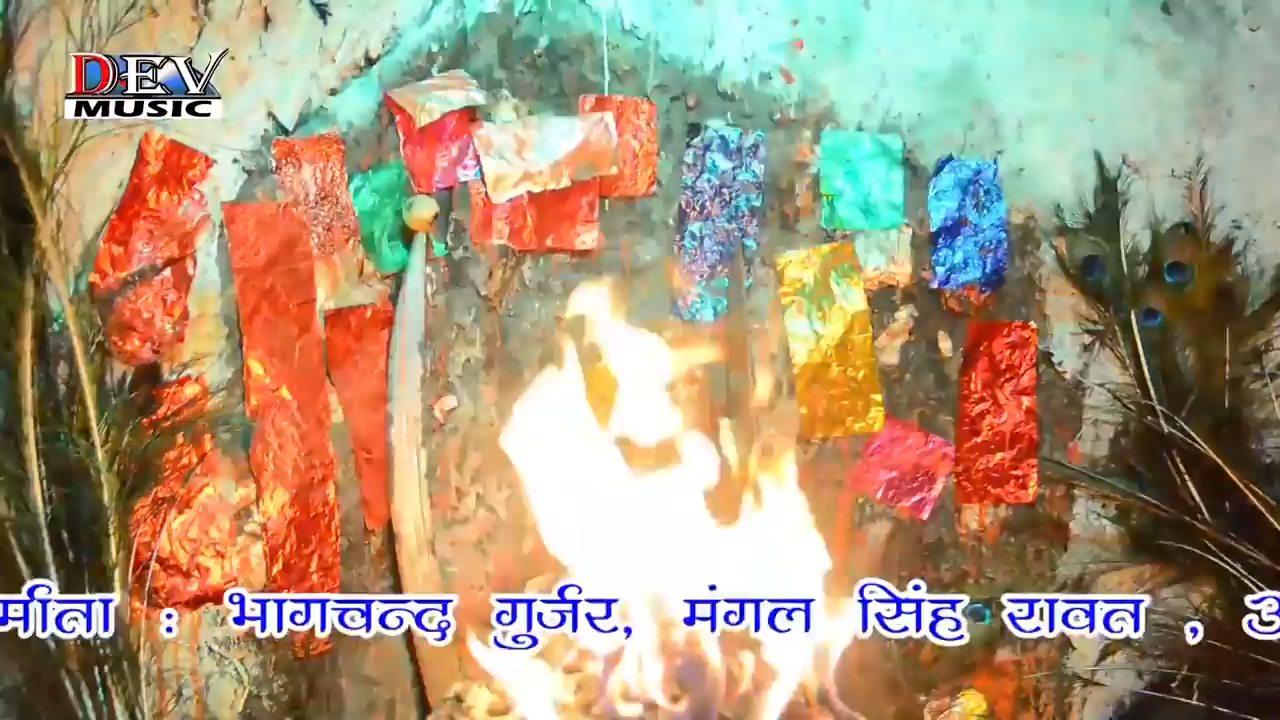 DEV
MUSIC
र्माता : भागचन्द गुर्जर, मंगल सिंह रावत ,